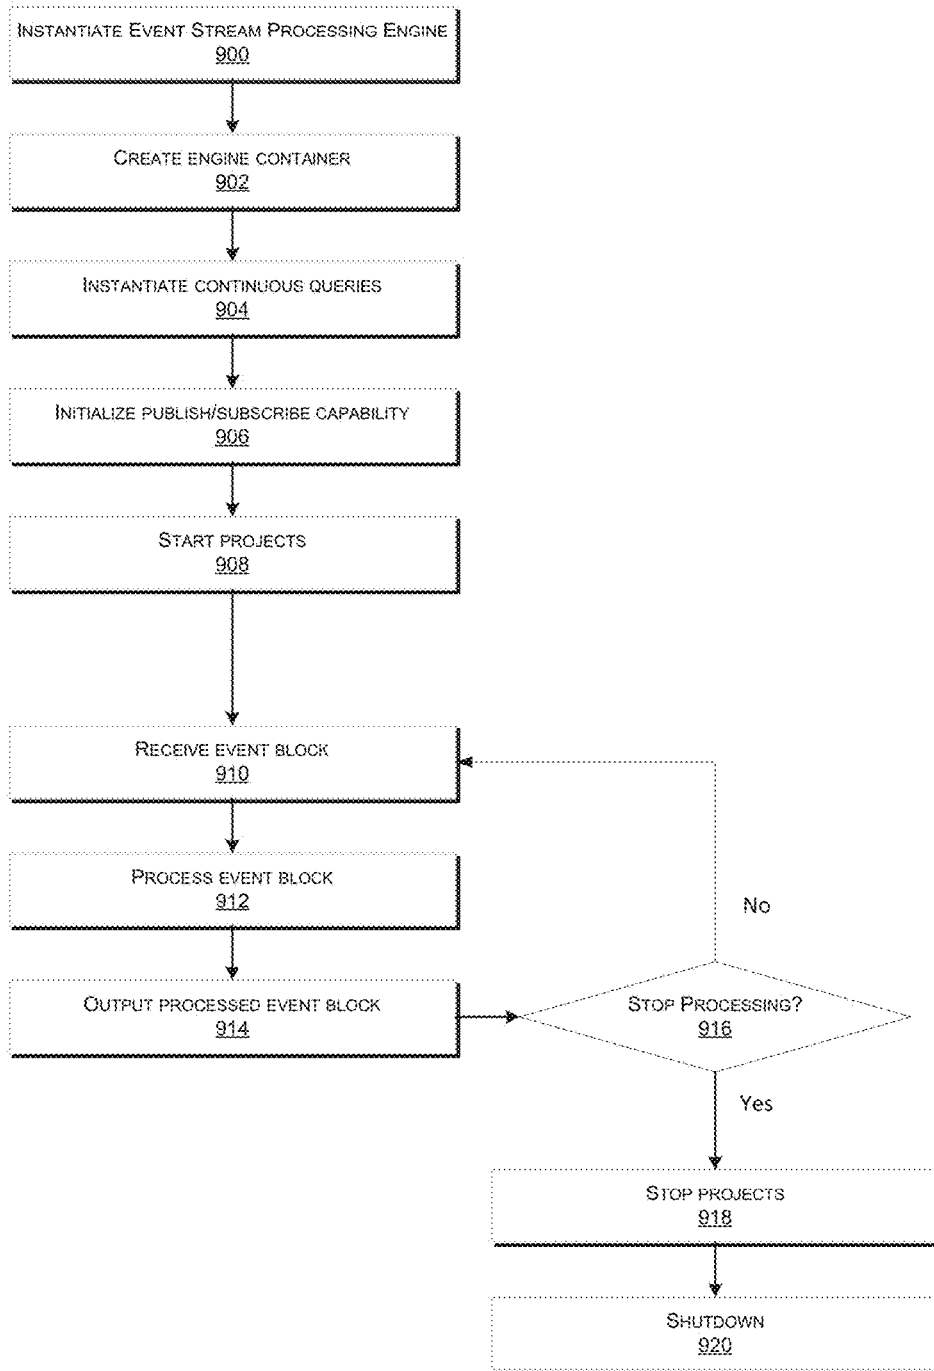 INSTANTIATE EVENT STREAM PROCESSING ENGINE
900
CREATE ENGINE CONTAINER
902
INSTANTIATE CONTINUOUS QUERIES
904
INITIALIZE PUBLISH/SUBSCRIBE CAPABILITY
906
START PROJECTS
908
RECEIVE EVENT BLOCK
910
PROCESS EVENT BLOCK
912
No
OUTPUT PROCESSED EVENT BLOCK
914
STOP PROCESSING?
916
Yes
STOP PROJECTS
918
SHUTDOWN
920